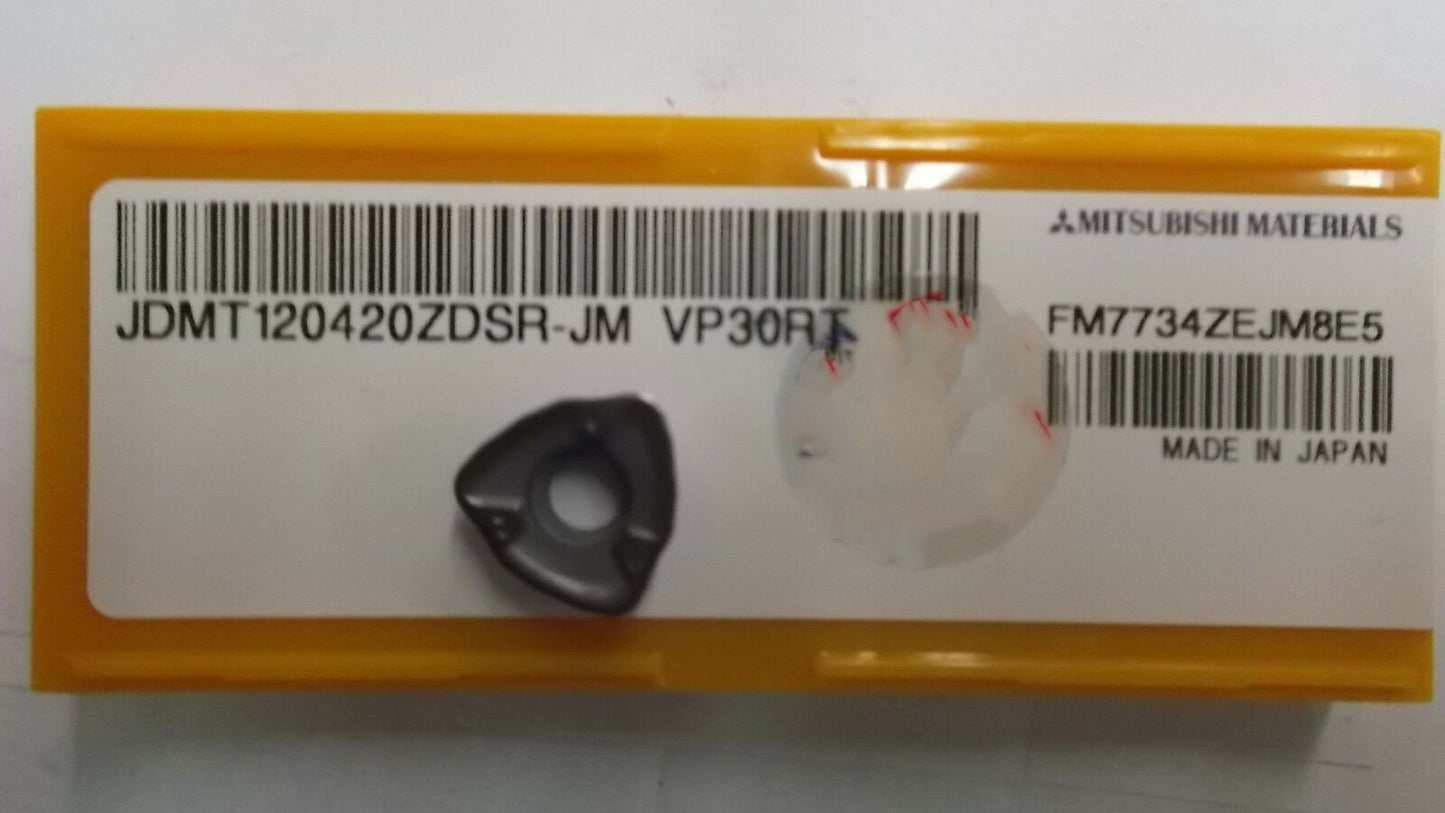 MITSUBISHI MATERIALS
JDMT120420ZDSR-JM VP30RT
FM7734ZEJM8E5
MADE IN JAPAN